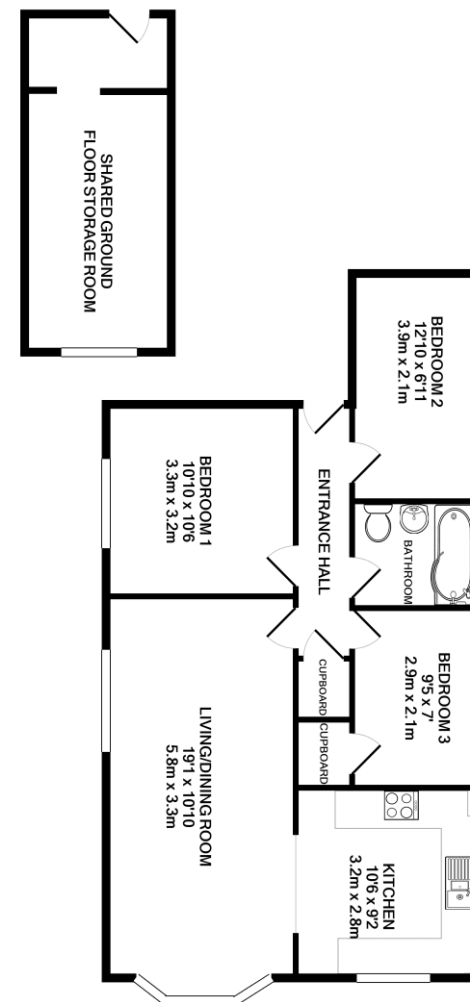 SHARED GROUND
FLOOR STORAGE ROOM
BEDROOM 2
12'10 x 6'11
3.9m x 2.1m
BEDROOM 1
10'10 x 10'6
3.3m x 3.2m
ENTRANCE HALL
BATHROOM
BEDROOM 3
9'5 x 7'
2.9m x 2.1m
CUPBOARD
CUPBOARD
LIVING/DINING ROOM
19'1 x 10'10
5.8m x 3.3m
KITCHEN
10'6 x 9'2
3.2m x 2.8m